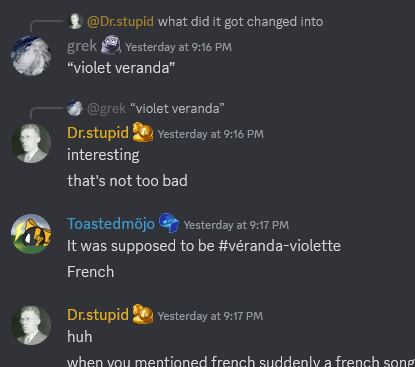 @Dr.stupid what did it got changed into
grek Yesterday at 9:16 PM
“violet veranda”
@grek “violet veranda”
Dr.stupid Yesterday at 9:16 PM
interesting
that's not too bad
Toastedmöjo Yesterday at 9:17 PM
It was supposed to be #véranda-violette
French
Dr.stupid Yesterday at 9:17 PM
huh
when you mentioned french suddenly a french song